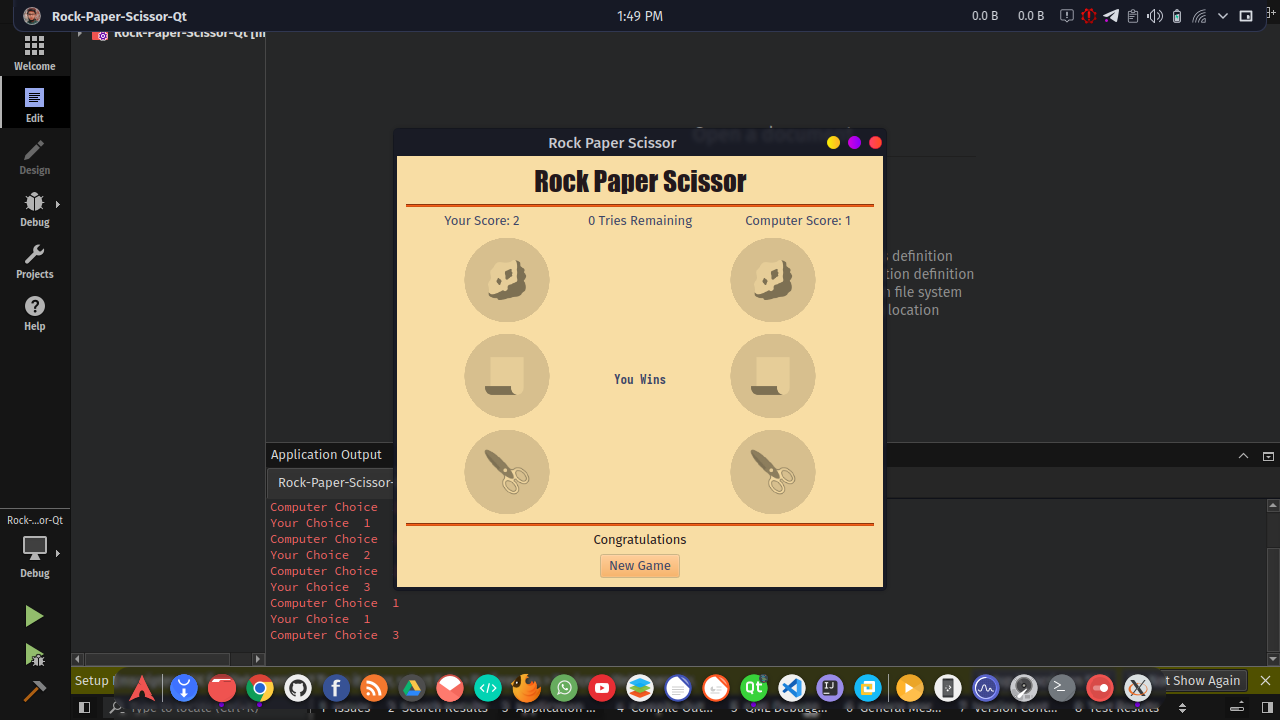 Rock-Paper-Scissor-Qt
1:49 PM
0.0 B
0.0 B
Rock-Paper-Scissor-Qt
Welcome
Edit
Design
Debug
Projects
Help
Rock-...or-Qt
Debug
Open a document
definition
definition
file system
location
Rock Paper Scissor
Rock Paper Scissor
Your Score: 2
0 Tries Remaining
Computer Score: 1
You Wins
Congratulations
New Game
Application Output
Rock-Paper-Scissor-
Computer Choice
Your Choice 1
Computer Choice
Your Choice 2
Computer Choice
Your Choice 3
Computer Choice 1
Your Choice 1
Computer Choice 3
Setup
t Show Again
Type to locate (Ctrl-K)
1 Issues
2 Search Results
3 Application ...
4 Compile Out...
5 QML Debugg...
6 General Mes...
7 Version Cont...
8 Test Results